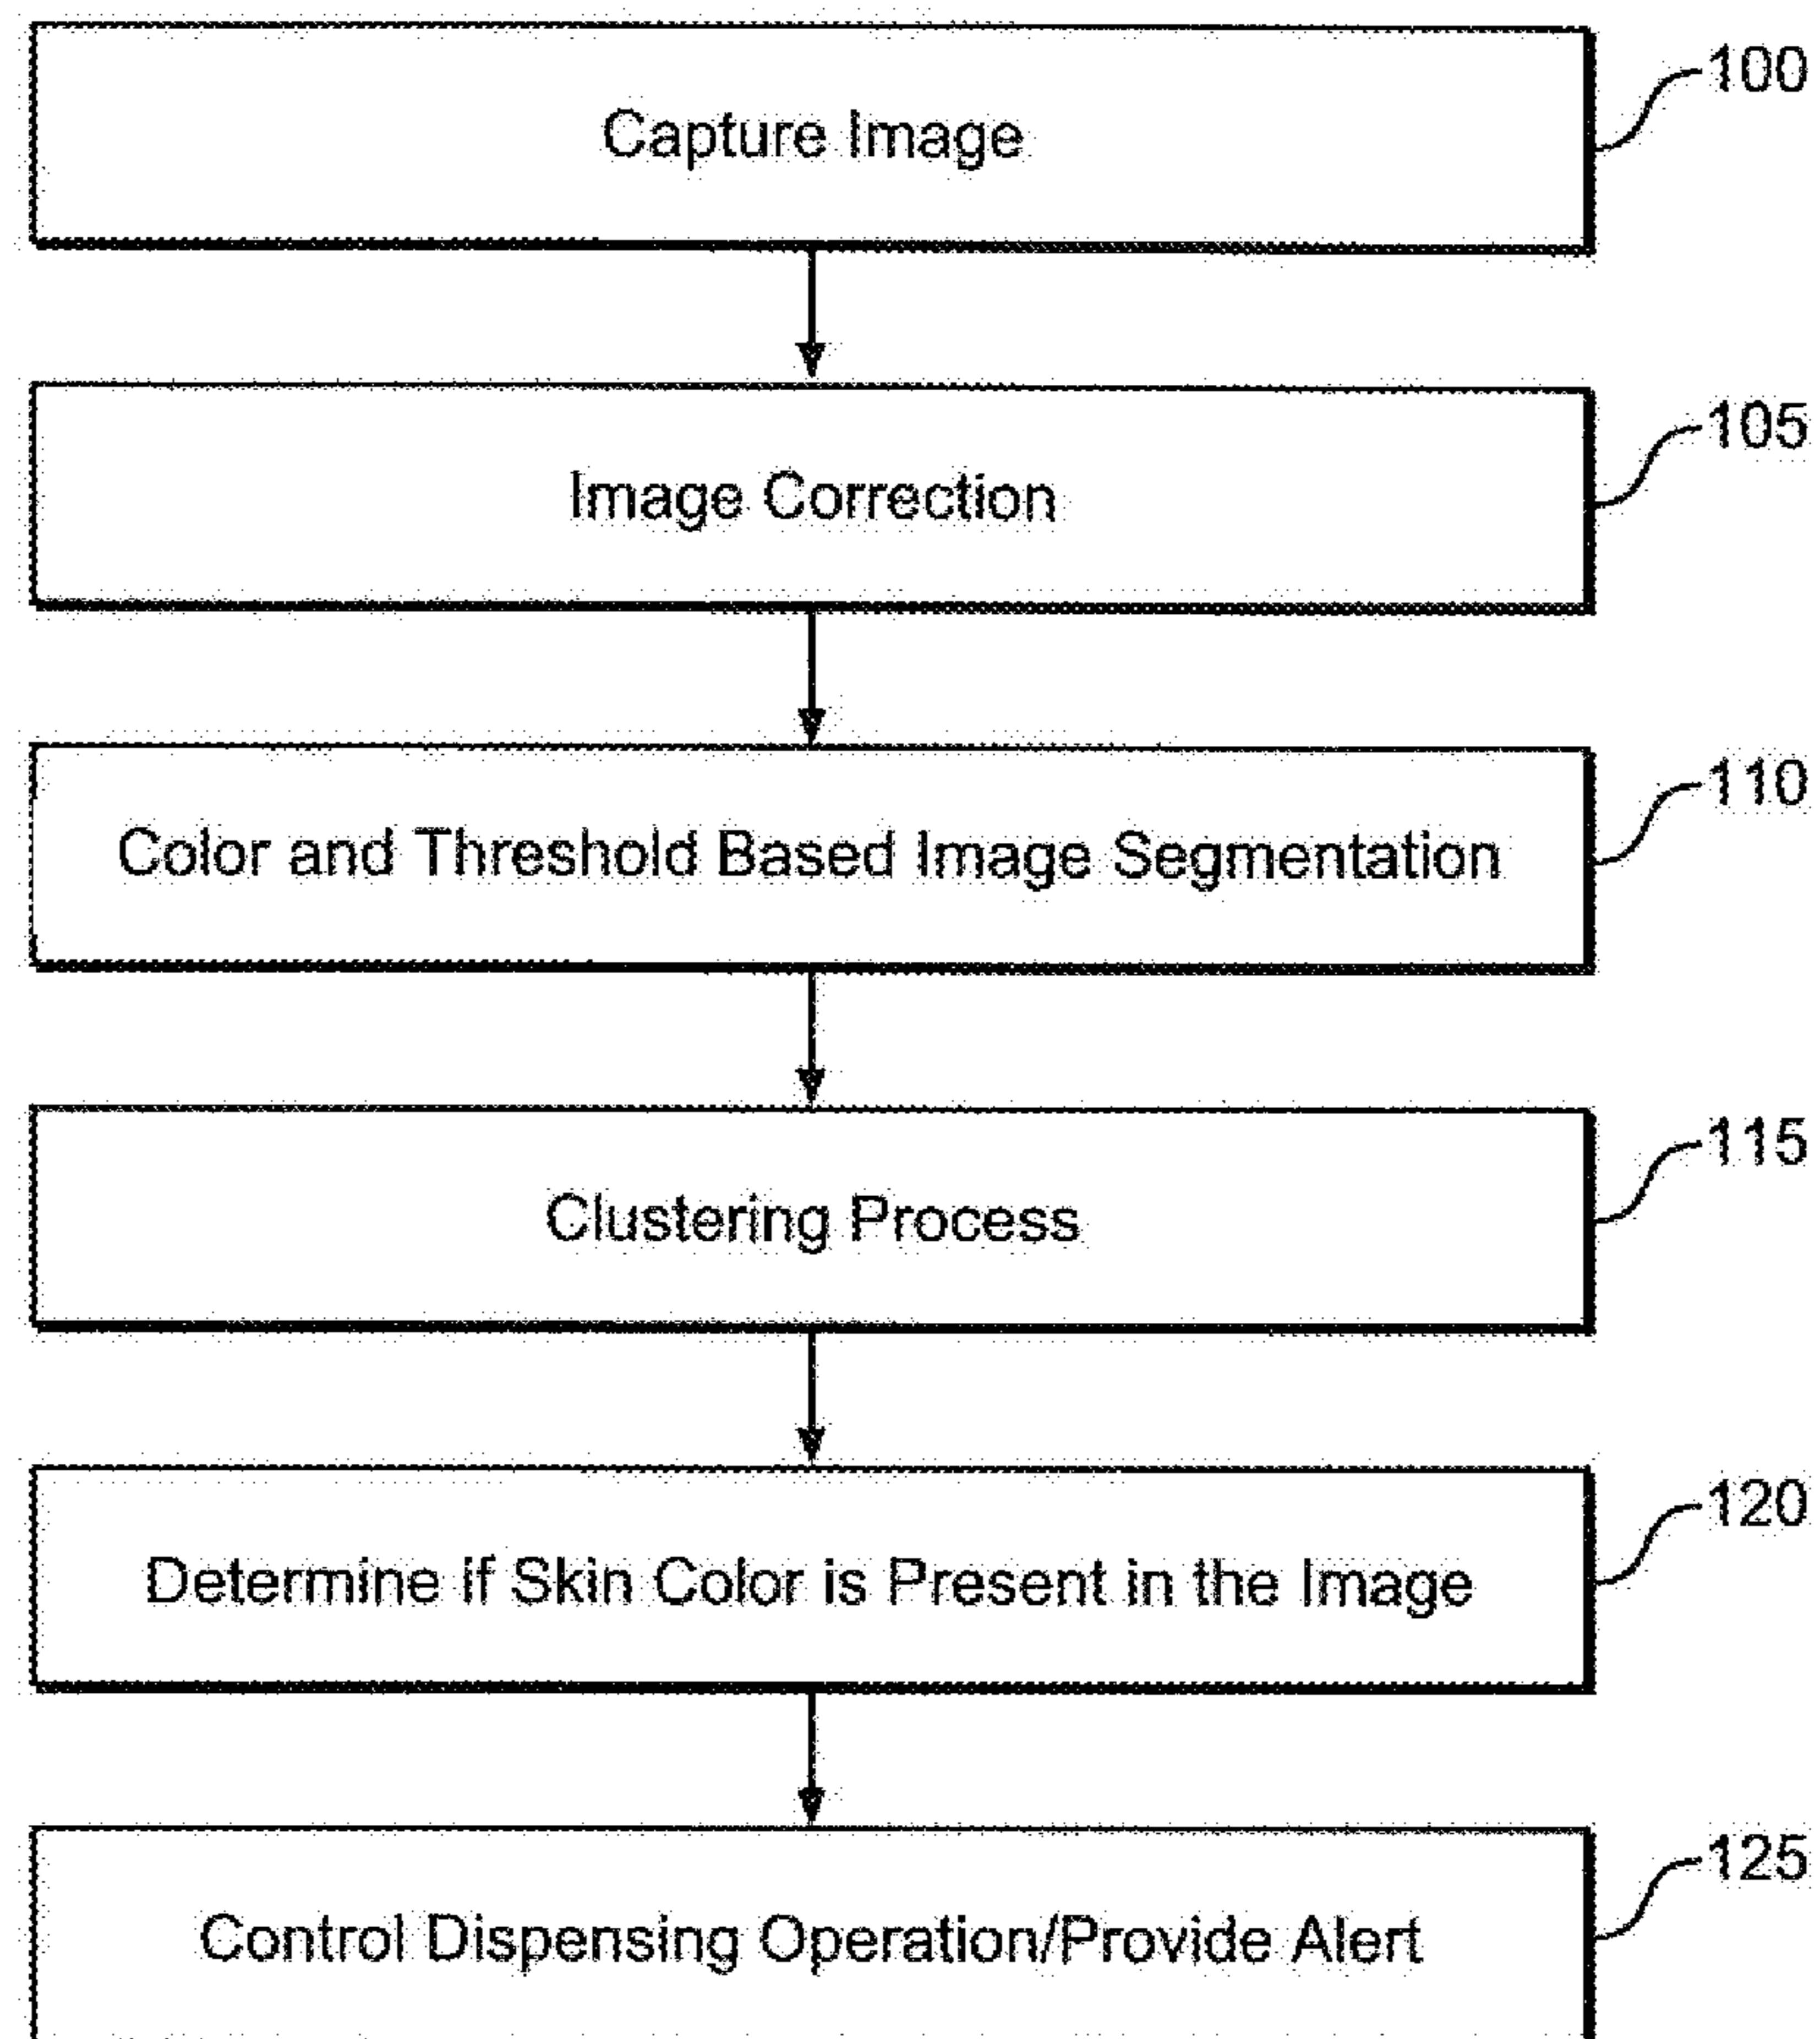 Capture Image
100
Image Correction
105
Color and Threshold Based Image Segmentation
110
Clustering Process
115
Determine if Skin Color is Present in the Image
120
Control Dispensing Operation/Provide Alert
125